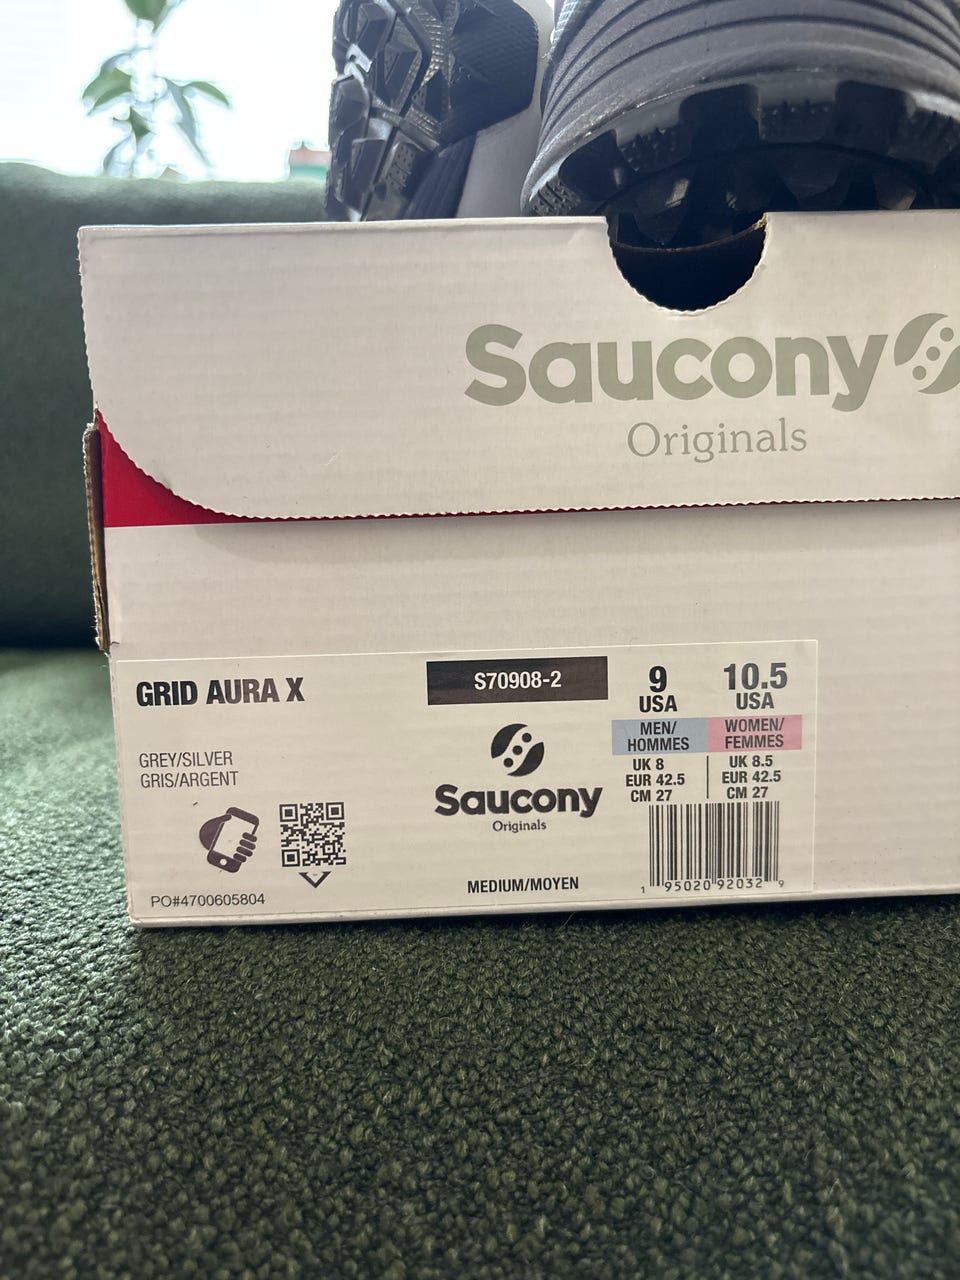 Saucony
Originals
GRID AURA X
S70908-2
9
USA
10.5
USA
MEN/
HOMMES
WOMEN/
FEMMES
GREY/SILVER
GRIS/ARGENT
UK 8
EUR 42.5
CM 27
UK 8.5
EUR 42.5
CM 27
Saucony
Originals
MEDIUM/MOYEN
PO#4700605804
1 95020 92032 9